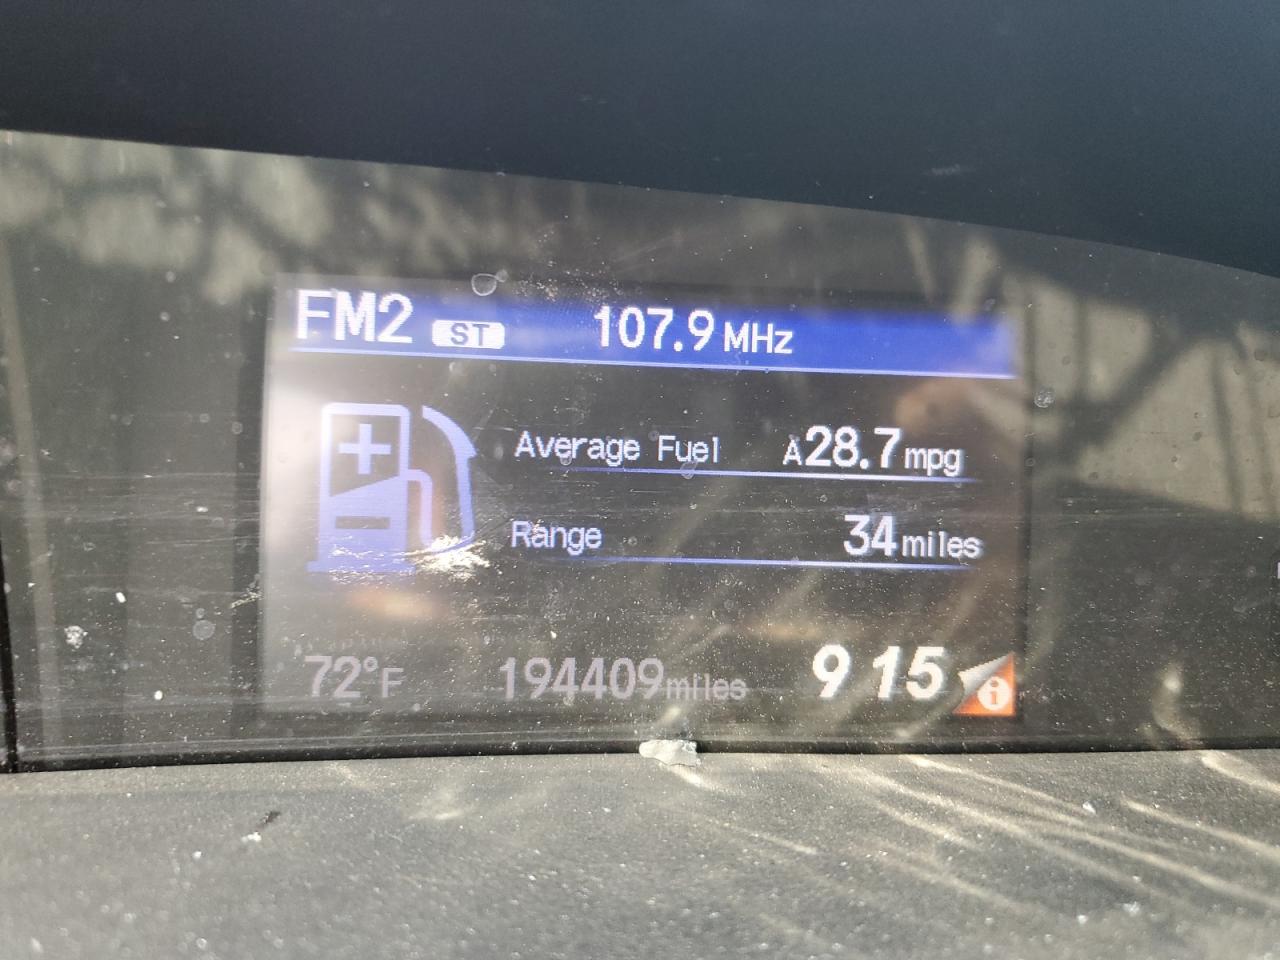 FM2 ST 107.9 MHz
Average Fuel A28.7 mpg
Range 34 miles
72°F 194409 miles 9 15